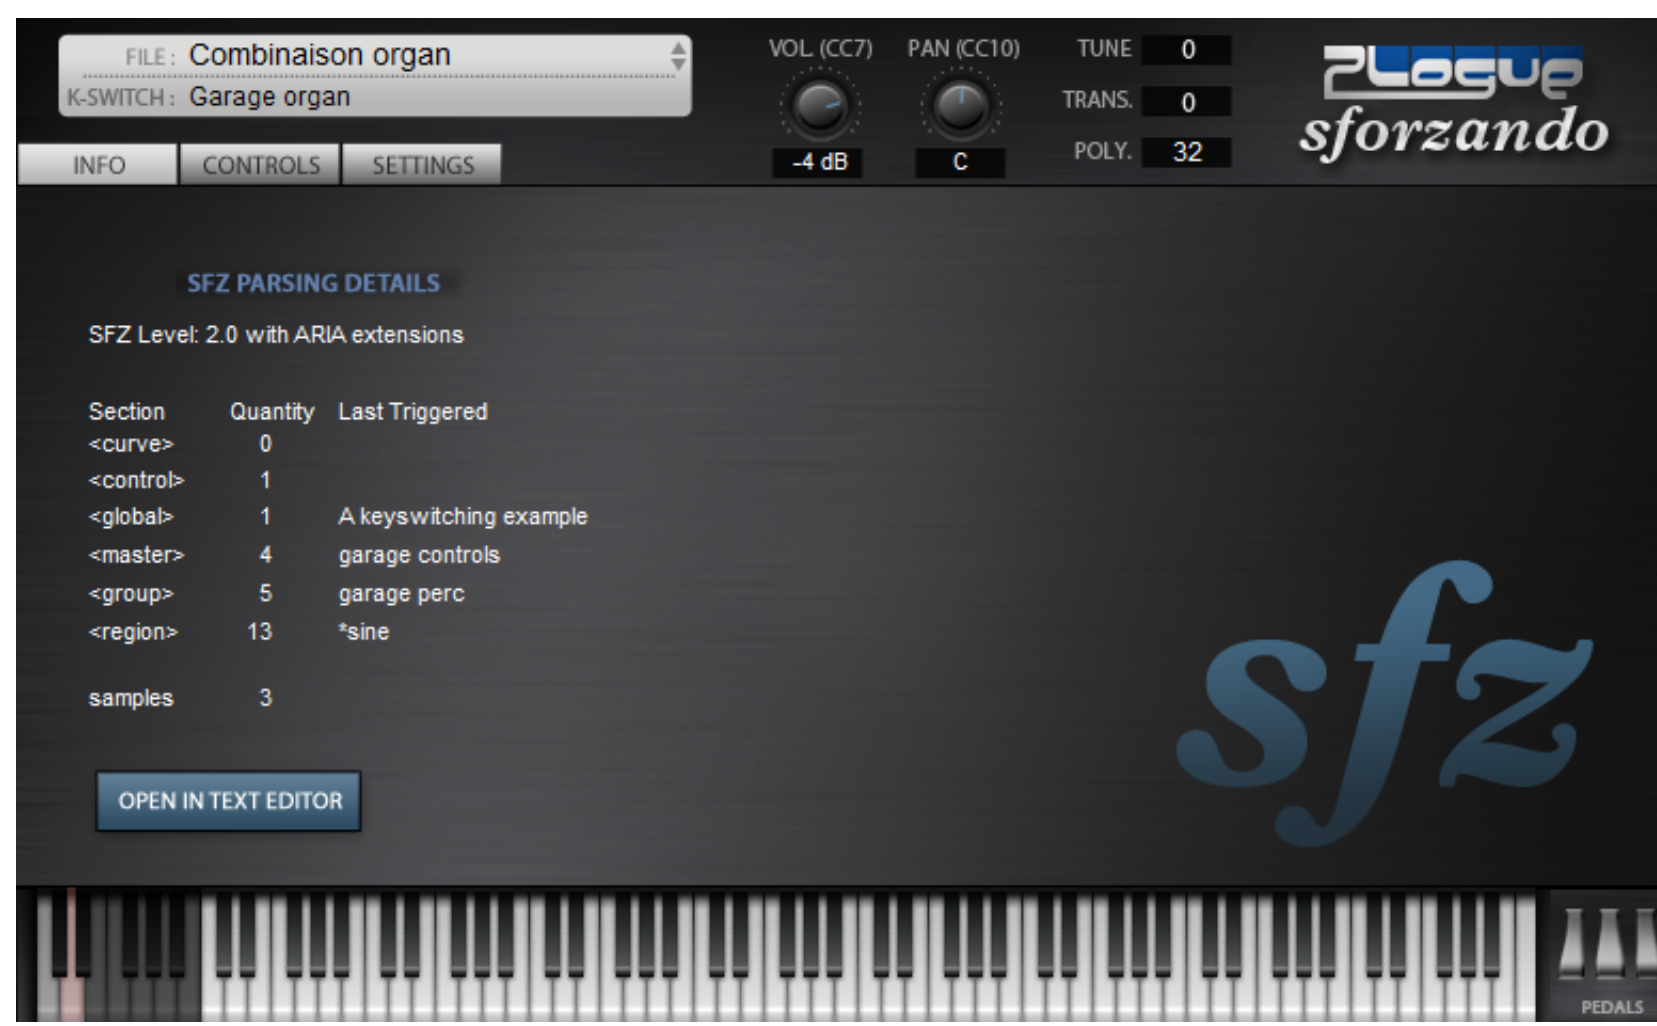 FILE: Combinaison organ
K-SWITCH: Garage organ
VOL. (CC7)
-4 dB
PAN (CC10)
C
TUNE 0
TRANS. 0
POLY. 32
PLOGUE
sforzando
INFO CONTROLS SETTINGS
SFZ PARSING DETAILS
SFZ Level: 2.0 with ARIA extensions
Section Quantity Last Triggered
<curve> 0
<control> 1
<global> 1 A keyswitching example
<master> 4 garage controls
<group> 5 garage perc
<region> 13 *sine
samples 3
OPEN IN TEXT EDITOR
sfz
PEDALS